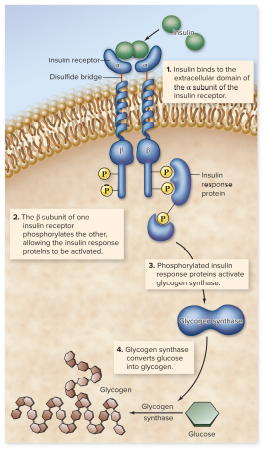 Insulin
Insulin receptor
Disulfide bridge
α
α
1. Insulin binds to the
extracellular domain of
the α subunit of the
insulin receptor.
β
β
P
P
P
P
Insulin
response
protein
2. The β subunit of one
insulin receptor
phosphorylates the other,
allowing the insulin response
proteins to be activated.
P
3. Phosphorylated insulin
response proteins activate
glycogen synthase.
Glycogen synthase
4. Glycogen synthase
converts glucose
into glycogen.
Glycogen
Glycogen
synthase
Glucose